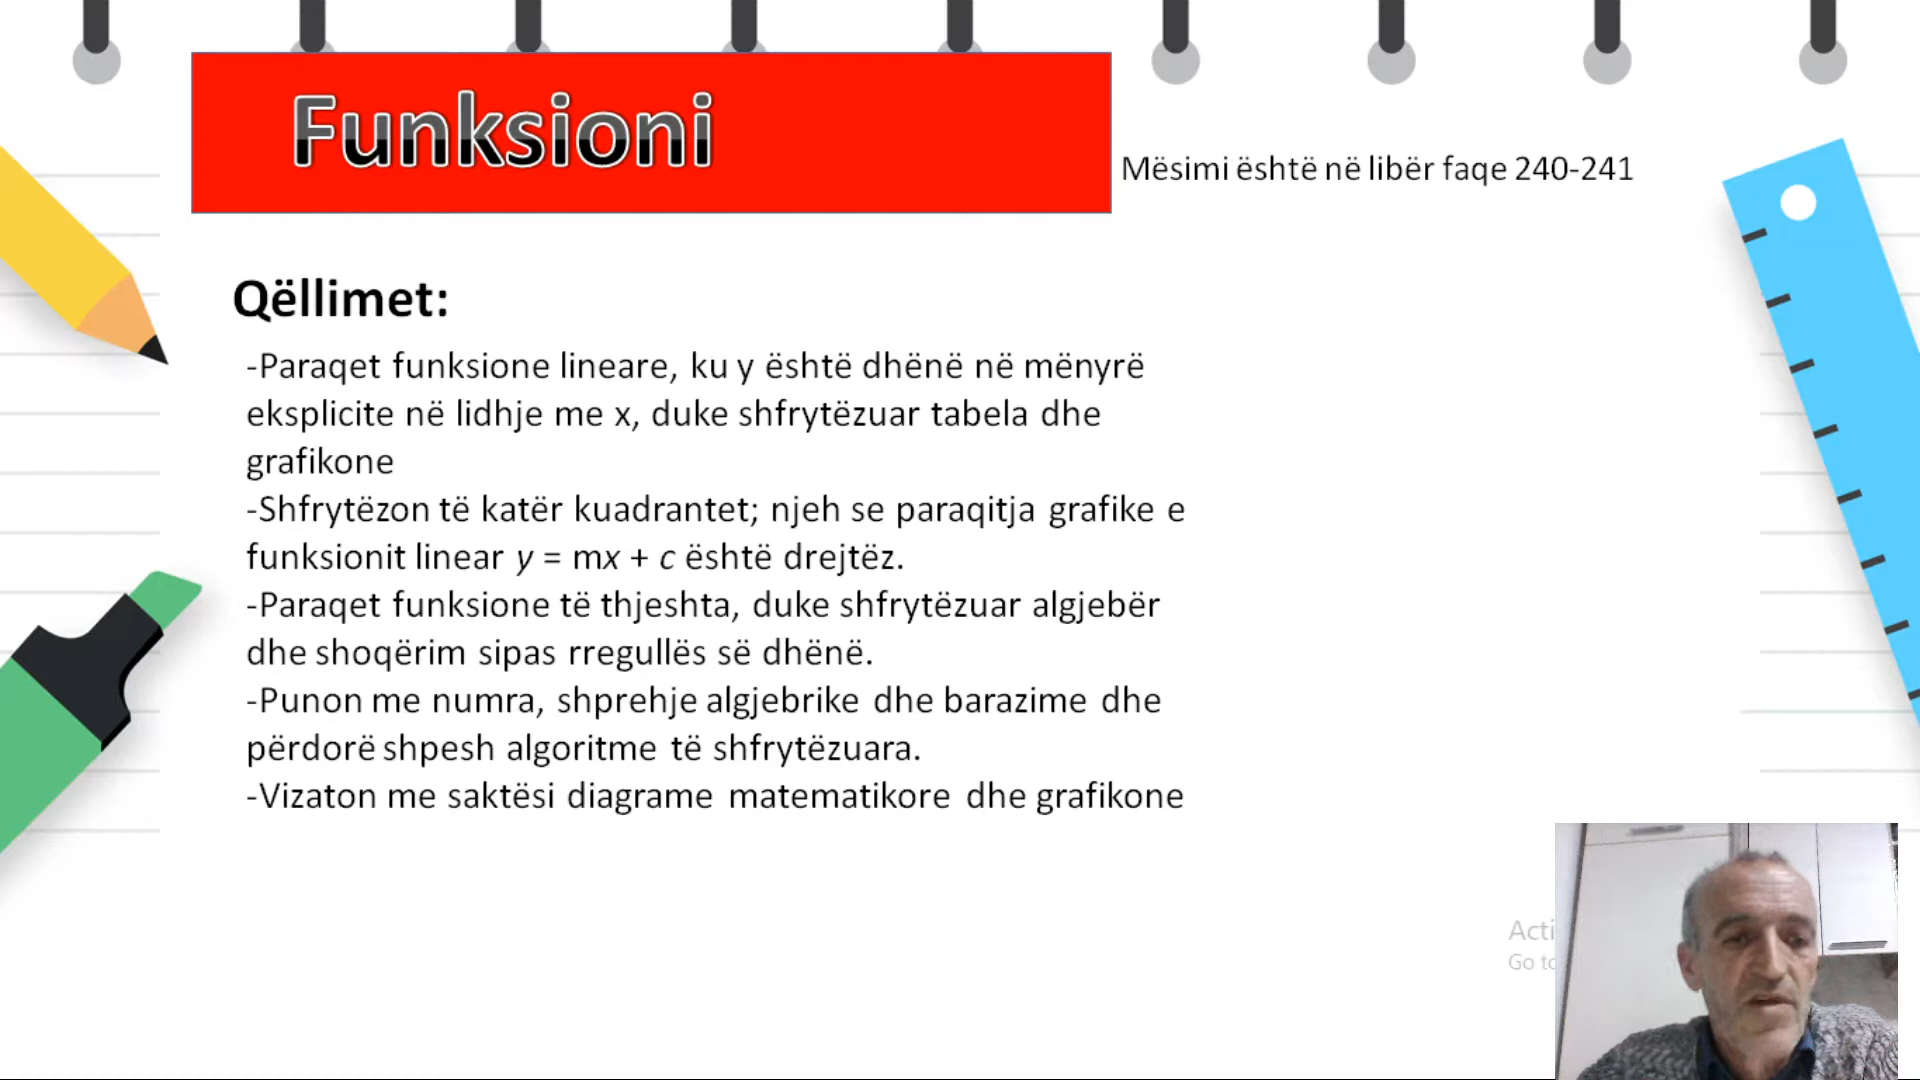 Funksioni
Mësimi është në libër faqe 240-241
Qëllimet:
-Paraqet funksione lineare, ku y është dhënë në mënyrë
eksplicite në lidhje me x, duke shfrytëzuar tabela dhe
grafikone
-Shfrytëzon të katër kuadrantet; njeh se paraqitja grafike e
funksionit linear y = mx + c është drejtëz.
-Paraqet funksione të thjeshta, duke shfrytëzuar algjebër
dhe shoqërim sipas rregullës së dhënë.
-Punon me numra, shprehje algjebrike dhe barazime dhe
përdorë shpesh algoritme të shfrytëzuara.
-Vizaton me saktësi diagrame matematikore dhe grafikone
Acti
Go to